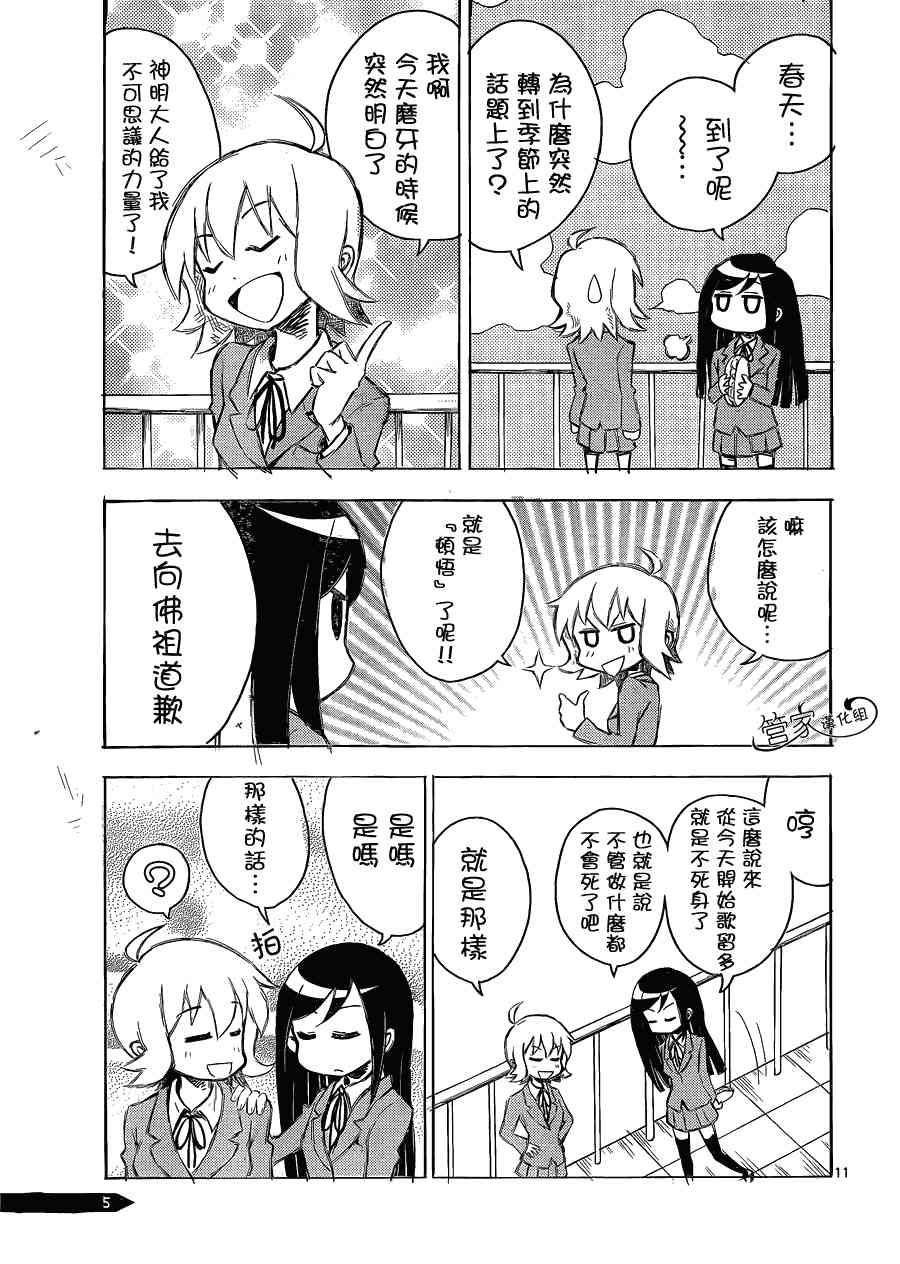 春天…
到了呢
～～～…
為什麼突然
轉到季節上的
話題上了？
我啊
今天磨牙的時候
突然明白了
神明大人給了我
不可思議的力量了！
嘛
該怎麼說呢…
就是
『頓悟』了呢!!
去向佛祖道歉
管家漢化組
哼
這麼說來
從今天開始歌留多
就是不死身了
也就是說
不管做什麼都
不會死了吧
就是那樣
是嗎
是嗎
那樣的話…
拍
？
11
5